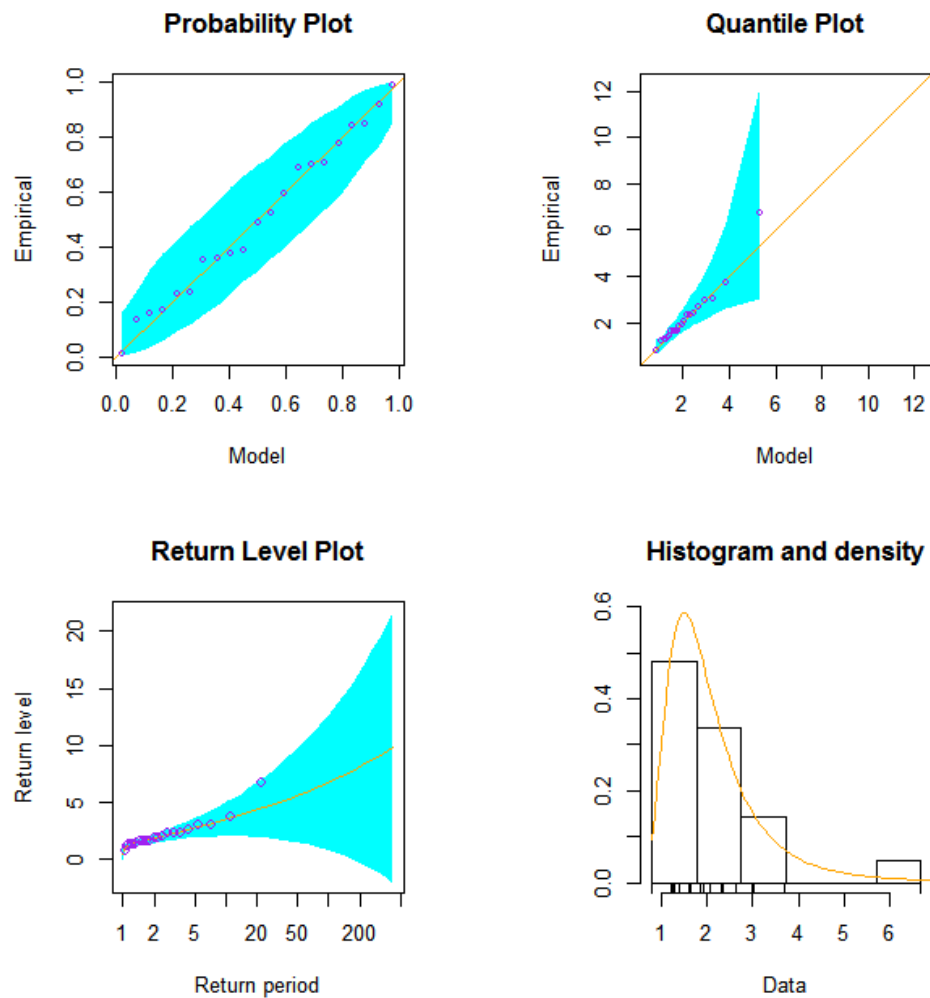 Probability Plot
Empirical
0.0 0.2 0.4 0.6 0.8 1.0
0.0 0.2 0.4 0.6 0.8 1.0
Model
Quantile Plot
Empirical
2 4 6 8 10 12
2 4 6 8 10 12
Model
Return Level Plot
Return level
0 5 10 15 20
1 2 5 20 50 200
Return period
Histogram and density
0.0 0.2 0.4 0.6
1 2 3 4 5 6
Data